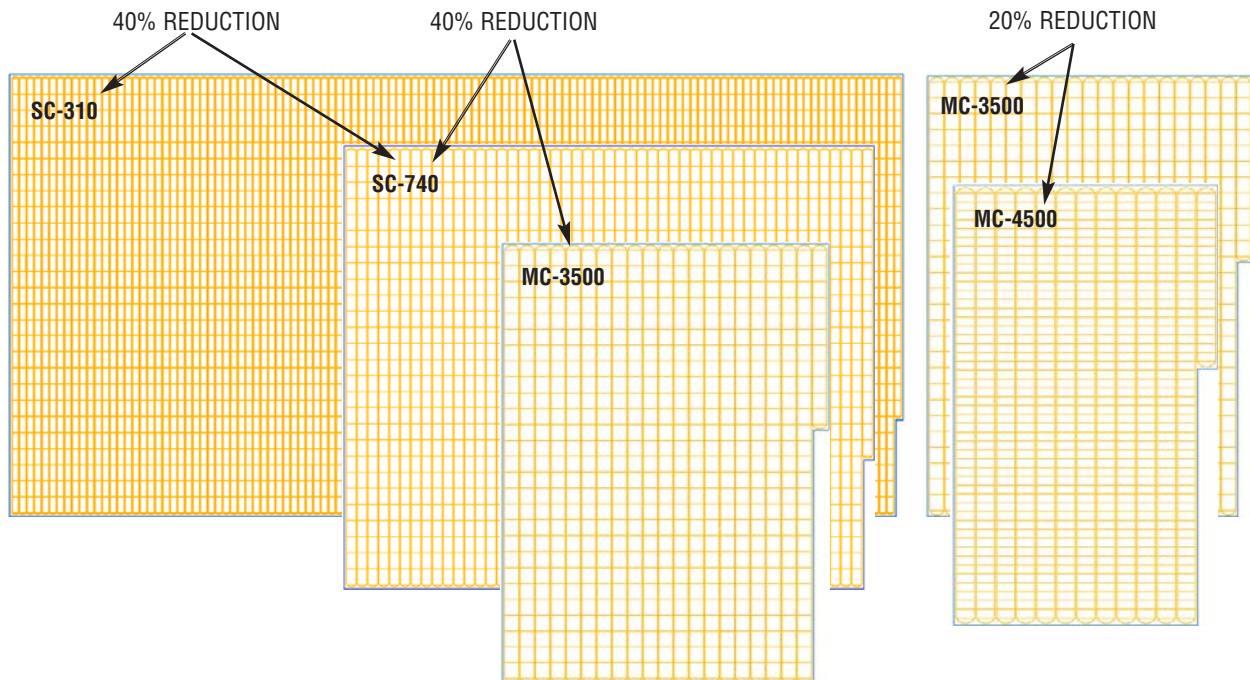 40% REDUCTION
40% REDUCTION
20% REDUCTION
SC-310
SC-740
MC-3500
MC-3500
MC-4500